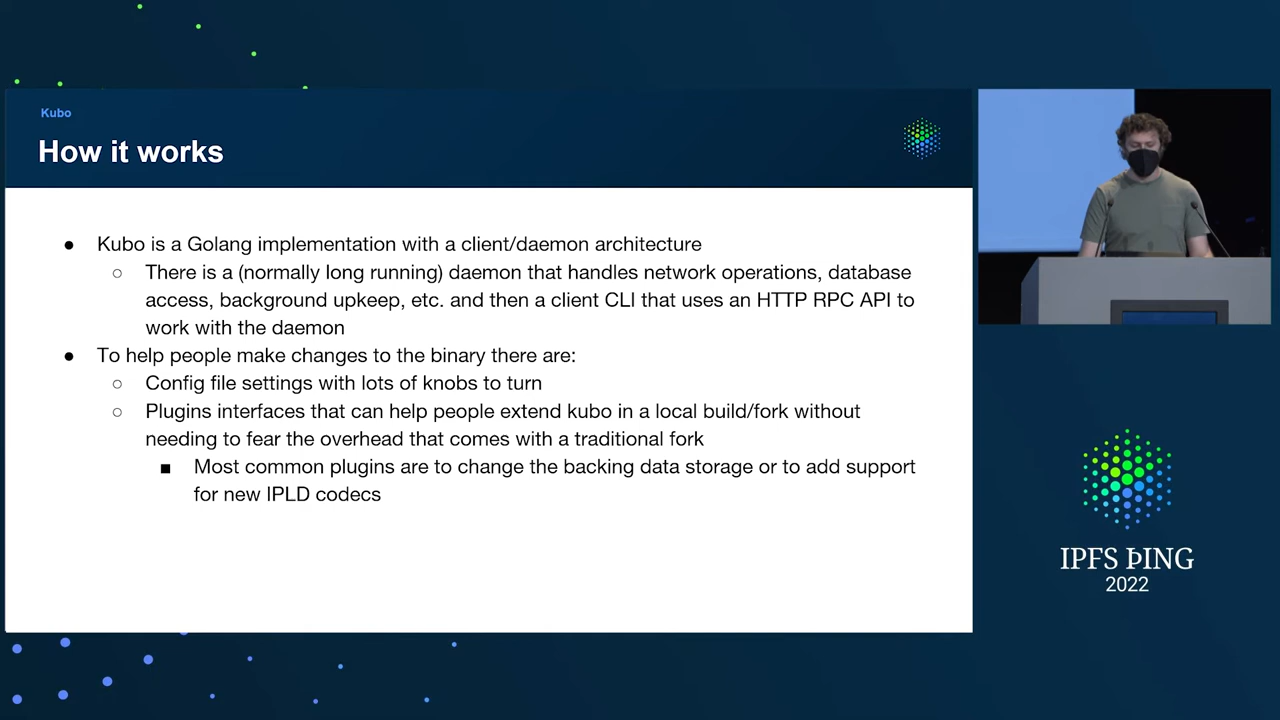 Kubo
How it works
● Kubo is a Golang implementation with a client/daemon architecture
○ There is a (normally long running) daemon that handles network operations, database
access, background upkeep, etc. and then a client CLI that uses an HTTP RPC API to
work with the daemon
● To help people make changes to the binary there are:
○ Config file settings with lots of knobs to turn
○ Plugins interfaces that can help people extend kubo in a local build/fork without
needing to fear the overhead that comes with a traditional fork
■ Most common plugins are to change the backing data storage or to add support
for new IPLD codecs
IPFS ÞING
2022